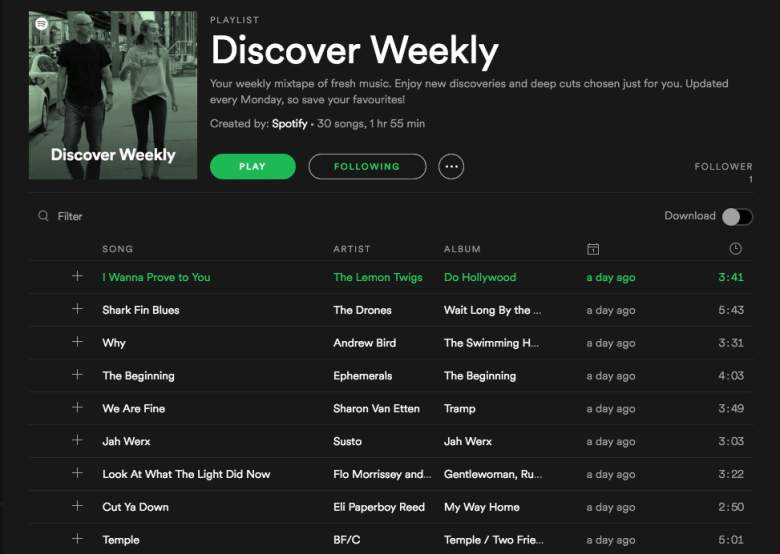 PLAYLIST
Discover Weekly
Your weekly mixtape of fresh music. Enjoy new discoveries and deep cuts chosen just for you. Updated
every Monday, so save your favourites!
Created by: Spotify • 30 songs, 1 hr 55 min
Discover Weekly
PLAY FOLLOWING
FOLLOWER
1
Filter Download
SONG ARTIST ALBUM
I Wanna Prove to You The Lemon Twigs Do Hollywood a day ago 3:41
Shark Fin Blues The Drones Wait Long By the ... a day ago 5:43
Why Andrew Bird The Swimming H... a day ago 3:31
The Beginning Ephemerals The Beginning a day ago 4:03
We Are Fine Sharon Van Etten Tramp a day ago 3:49
Jah Werx Susto Jah Werx a day ago 3:03
Look At What The Light Did Now Flo Morrissey and... Gentlewoman, Ru... a day ago 3:22
Cut Ya Down Eli Paperboy Reed My Way Home a day ago 2:50
Temple BF/C Temple / Two Frie... a day ago 5:01